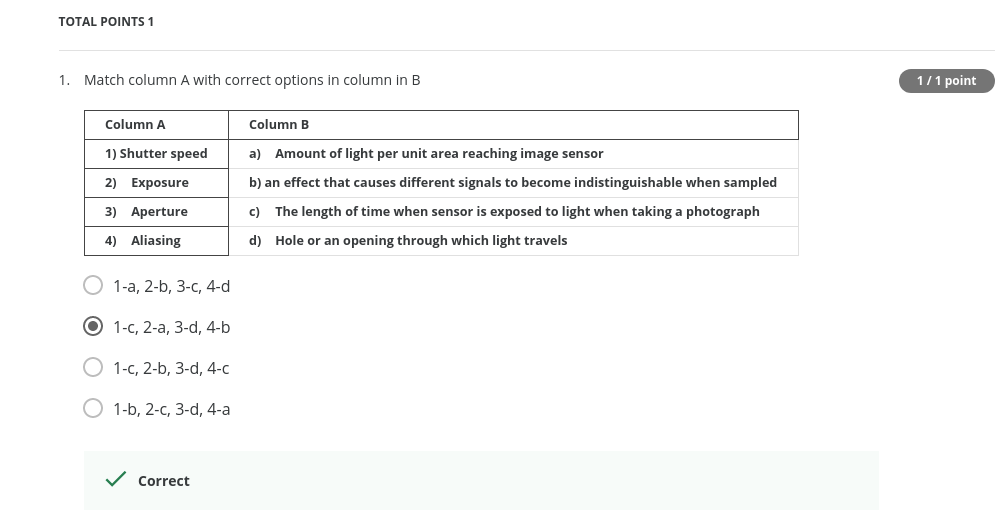 TOTAL POINTS 1
1. Match column A with correct options in column in B
1 / 1 point
Column A Column B
1) Shutter speed a) Amount of light per unit area reaching image sensor
2) Exposure b) an effect that causes different signals to become indistinguishable when sampled
3) Aperture c) The length of time when sensor is exposed to light when taking a photograph
4) Aliasing d) Hole or an opening through which light travels
1-a, 2-b, 3-c, 4-d
1-c, 2-a, 3-d, 4-b
1-c, 2-b, 3-d, 4-c
1-b, 2-c, 3-d, 4-a
Correct